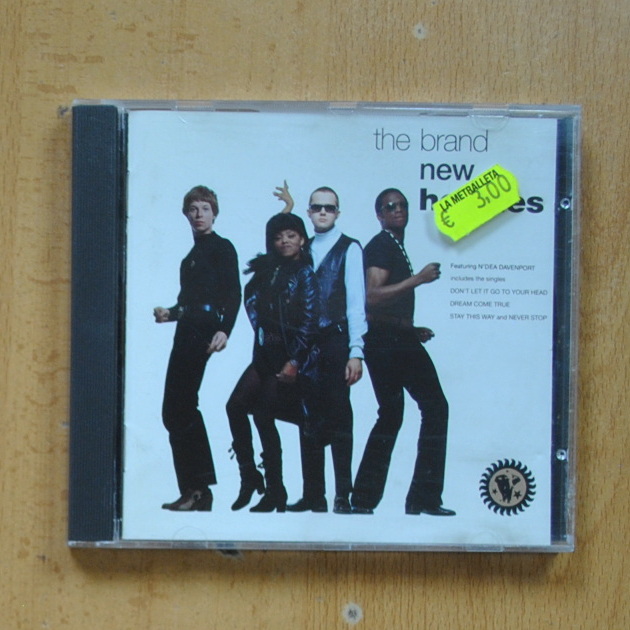 the brand
new
LA METRALLETA
€ 3.00
Featuring N'DEA DAVENPORT
includes the singles
DON'T LET IT GO TO YOUR HEAD
DREAM COME TRUE
STAY THIS WAY and NEVER STOP